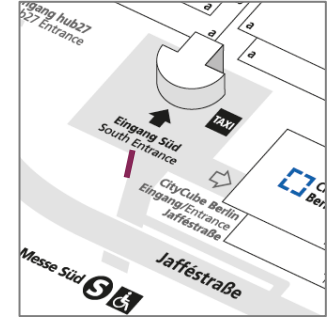 Eingang hub27
hub27 Entrance
a
a
a
a
TAXI
Eingang Süd
South Entrance
CityCube Berlin
Eingang/Entrance
Jafféstraße
Jafféstraße
Messe Süd S